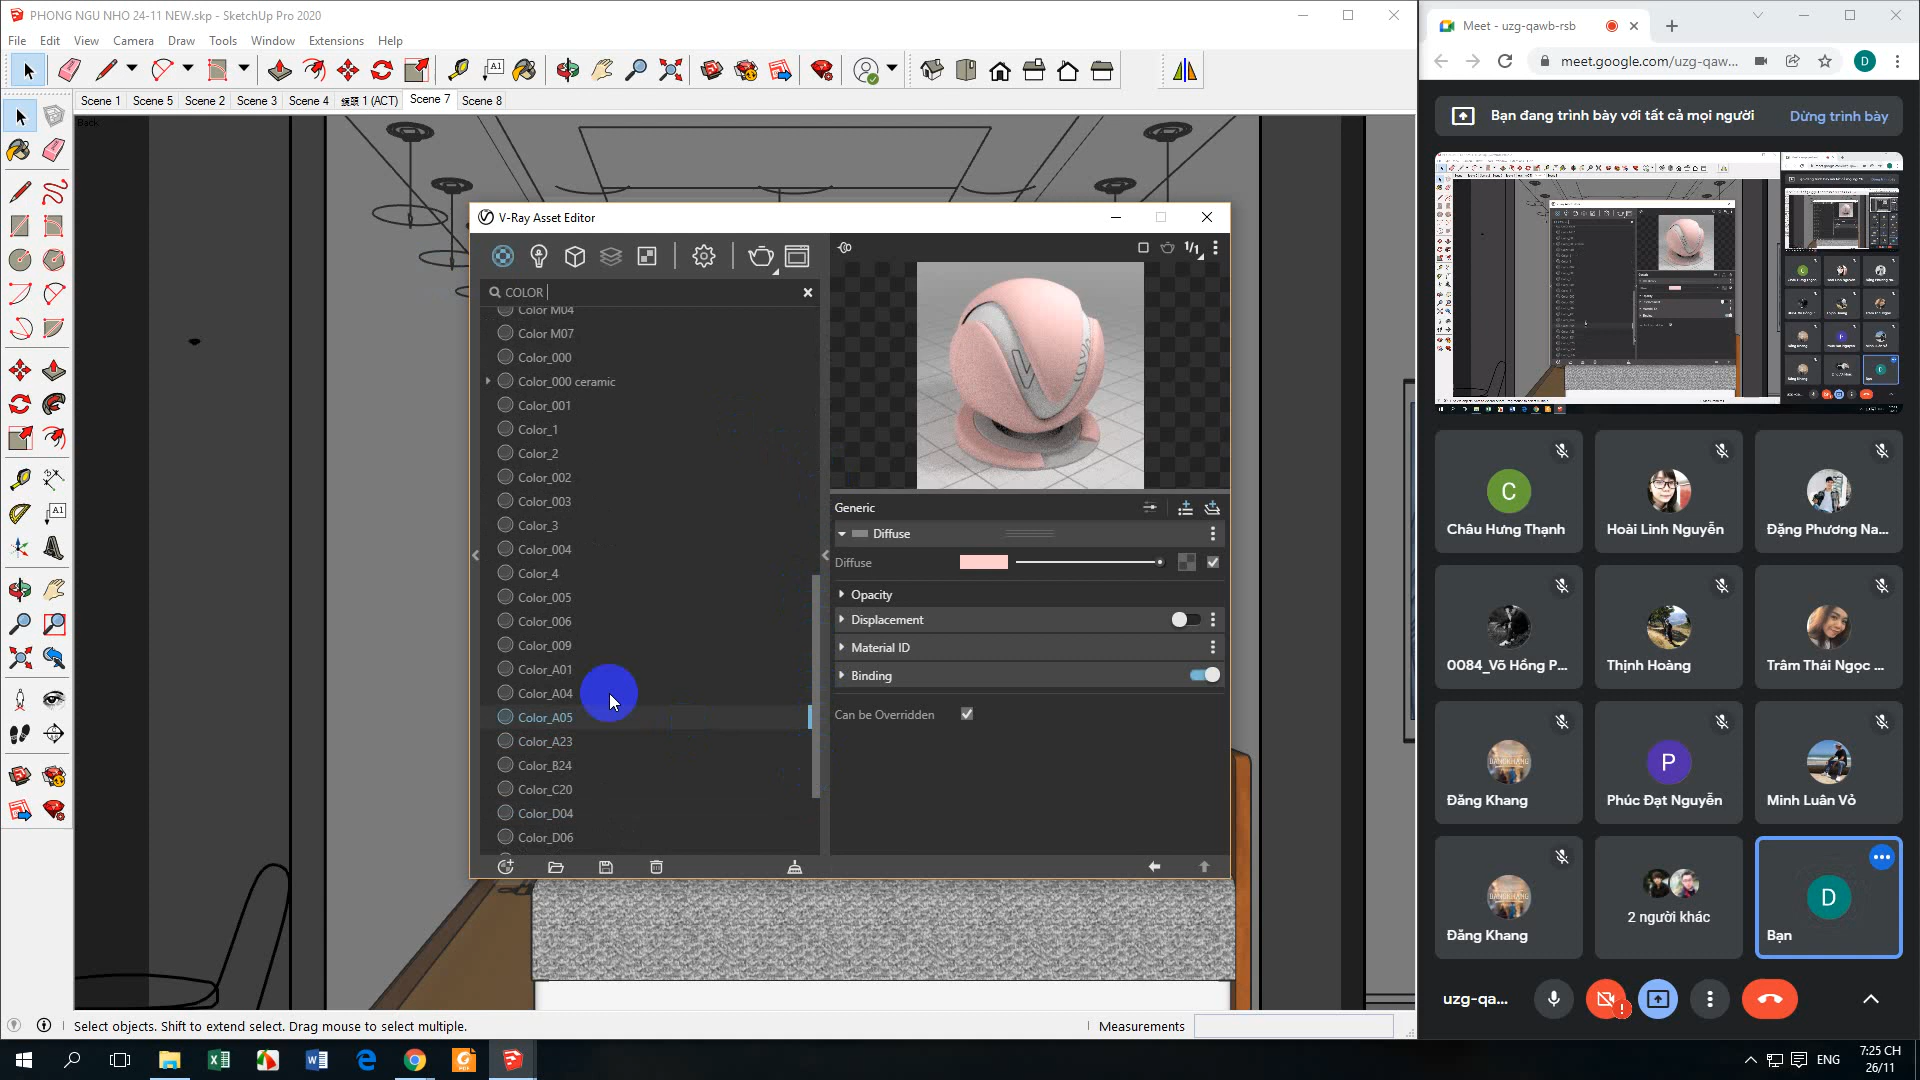 PHONG NGU NHO 24-11 NEW.skp - SketchUp Pro 2020
File Edit View Camera Draw Tools Window Extensions Help
Scene 1 Scene 5 Scene 2 Scene 3 Scene 4 1 (ACT) Scene 7 Scene 8
Back
V-Ray Asset Editor
COLOR
1/1
Color M04
Color M07
Color_000
Color_000 ceramic
Color_001
Color_1
Color_2
Color_002
Color_003
Color_3
Color_004
Color_4
Color_005
Color_006
Color_009
Color_A01
Color_A04
Color_A05
Color_A23
Color_B24
Color_C20
Color_D04
Color_D06
Generic
Diffuse
Diffuse
Opacity
Displacement
Material ID
Binding
Can be Overridden
Select objects. Shift to extend select. Drag mouse to select multiple.
Measurements
Meet - uzg-qawb-rsb
meet.google.com/uzg-qaw...
D
Bạn đang trình bày với tất cả mọi người
Dừng trình bày
C
Châu Hưng Thạnh
Hoài Linh Nguyễn
Đặng Phương Na...
0084_Võ Hồng P...
Thịnh Hoàng
Trâm Thái Ngọc ...
Đăng Khang
P
Phúc Đạt Nguyễn
Minh Luân Vỏ
Đăng Khang
2 người khác
D
Bạn
uzg-qa...
ENG
7:25 CH
26/11